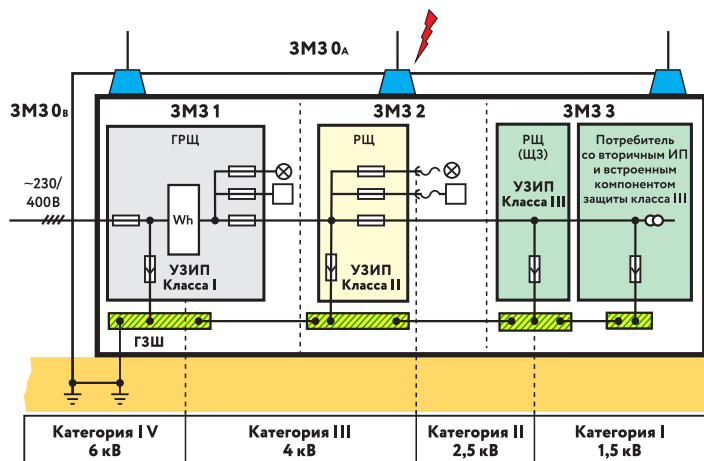 ЗМЗ 0А
ЗМЗ 0В
ЗМЗ 1
ЗМЗ 2
ЗМЗ 3
ГРЩ
РЩ
РЩ
(ЩЗ)
Потребитель
со вторичным ИП
и встроенным
компонентом
защиты класса III
~230/
400В
Wh
УЗИП
Класса I
УЗИП
Класса II
УЗИП
Класса III
ГЗШ
Категория IV
6 кВ
Категория III
4 кВ
Категория II
2,5 кВ
Категория I
1,5 кВ